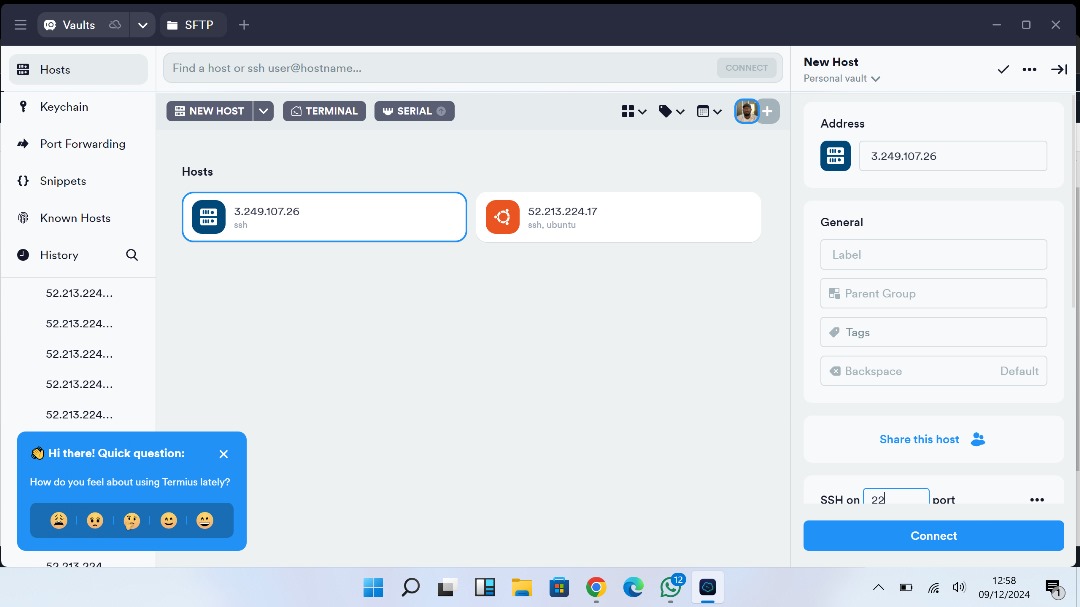 Vaults
SFTP
Hosts
Keychain
Port Forwarding
{} Snippets
Known Hosts
History
52.213.224...
52.213.224...
52.213.224...
52.213.224...
52.213.224...
Hi there! Quick question:
How do you feel about using Termius lately?
52.213.224
Find a host or ssh user@hostname...
CONNECT
NEW HOST
TERMINAL
SERIAL
Hosts
3.249.107.26
ssh
52.213.224.17
ssh, ubuntu
New Host
Personal vault
Address
3.249.107.26
General
Label
Parent Group
Tags
Backspace Default
Share this host
SSH on 22 port
Connect
12
12:58
09/12/2024
1